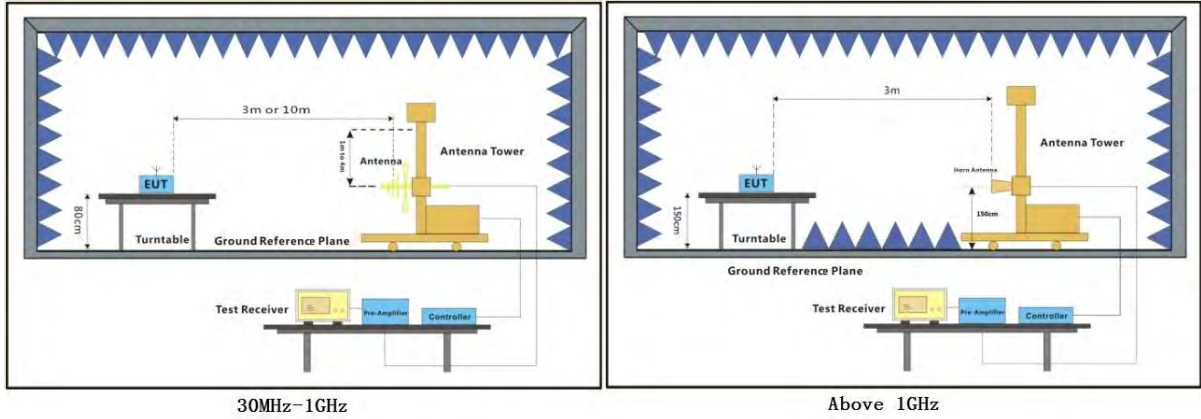 3m or 10m
1m to 4m
Antenna
Antenna Tower
EUT
80cm
Turntable
Ground Reference Plane
Test Receiver
Pre-Amplifier
Controller
30MHz-1GHz
3m
Antenna Tower
Horn Antenna
EUT
150cm
150cm
Turntable
Ground Reference Plane
Test Receiver
Pre-Amplifier
Controller
Above 1GHz